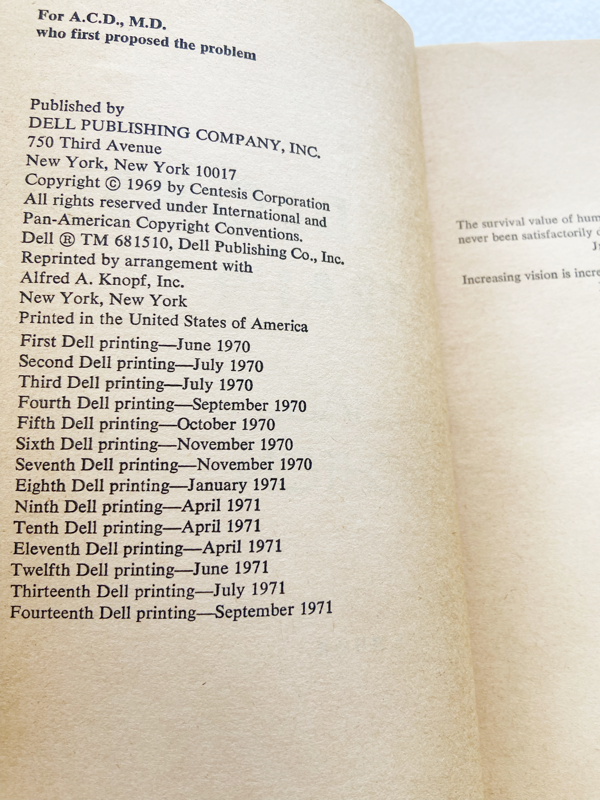 For A.C.D., M.D.
who first proposed the problem
Published by
DELL PUBLISHING COMPANY, INC.
750 Third Avenue
New York, New York 10017
Copyright © 1969 by Centesis Corporation
All rights reserved under International and
Pan-American Copyright Conventions.
Dell ® TM 681510, Dell Publishing Co., Inc.
Reprinted by arrangement with
Alfred A. Knopf, Inc.
New York, New York
Printed in the United States of America
First Dell printing—June 1970
Second Dell printing—July 1970
Third Dell printing—July 1970
Fourth Dell printing—September 1970
Fifth Dell printing—October 1970
Sixth Dell printing—November 1970
Seventh Dell printing—November 1970
Eighth Dell printing—January 1971
Ninth Dell printing—April 1971
Tenth Dell printing—April 1971
Eleventh Dell printing—April 1971
Twelfth Dell printing—June 1971
Thirteenth Dell printing—July 1971
Fourteenth Dell printing—September 1971
The survival value of hum
never been satisfactorily
Increasing vision is incre